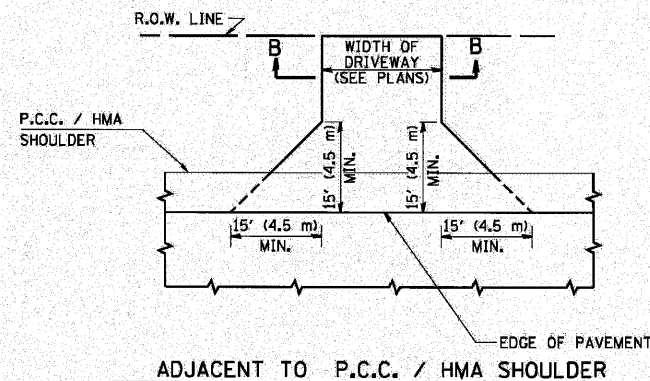 R.O.W. LINE
B
WIDTH OF
DRIVEWAY
(SEE PLANS)
B
P.C.C. / HMA
SHOULDER
15' (4.5 m)
MIN.
15' (4.5 m)
MIN.
15' (4.5 m)
MIN.
15' (4.5 m)
MIN.
EDGE OF PAVEMENT
ADJACENT TO P.C.C. / HMA SHOULDER